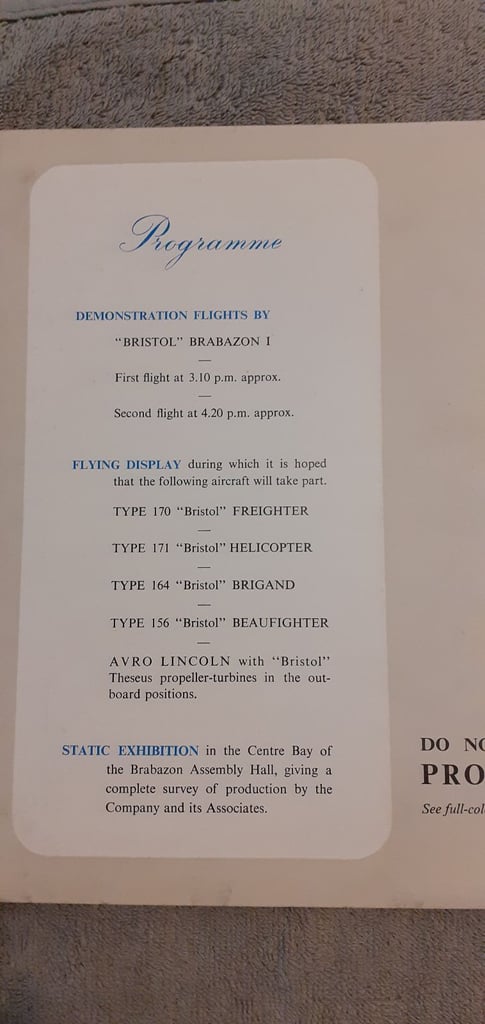 Programme
DEMONSTRATION FLIGHTS BY
"BRISTOL" BRABAZON I
—
First flight at 3.10 p.m. approx.
—
Second flight at 4.20 p.m. approx.
FLYING DISPLAY during which it is hoped
that the following aircraft will take part.
TYPE 170 "Bristol" FREIGHTER
—
TYPE 171 "Bristol" HELICOPTER
—
TYPE 164 "Bristol" BRIGAND
—
TYPE 156 "Bristol" BEAUFIGHTER
—
AVRO LINCOLN with "Bristol"
Theseus propeller-turbines in the out-
board positions.
STATIC EXHIBITION in the Centre Bay of
the Brabazon Assembly Hall, giving a
complete survey of production by the
Company and its Associates.
DO NO
PRO
See full-col